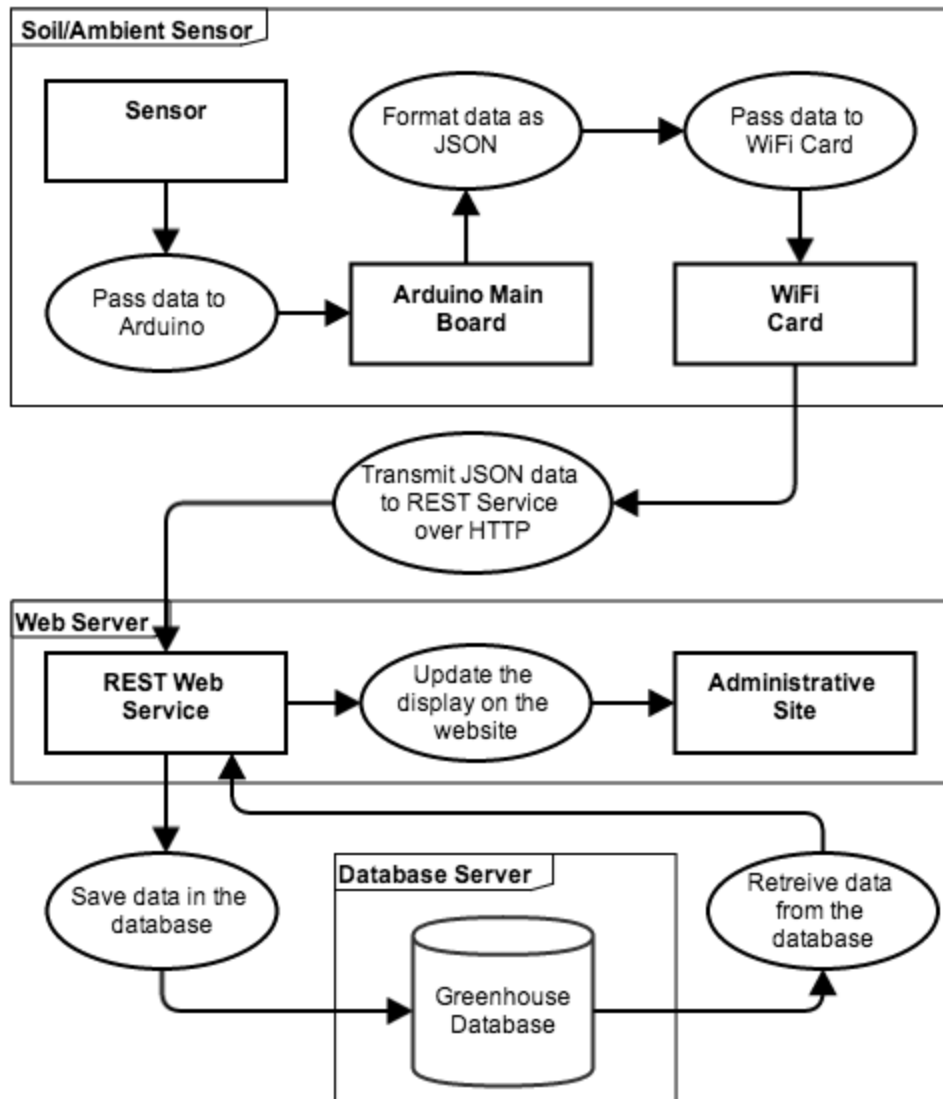 Soil/Ambient Sensor
Sensor
Format data as
JSON
Pass data to
WiFi Card
Pass data to
Arduino
Arduino Main
Board
WiFi
Card
Transmit JSON data
to REST Service
over HTTP
Web Server
REST Web
Service
Update the
display on the
website
Administrative
Site
Save data in the
database
Database Server
Greenhouse
Database
Retreive data
from the
database